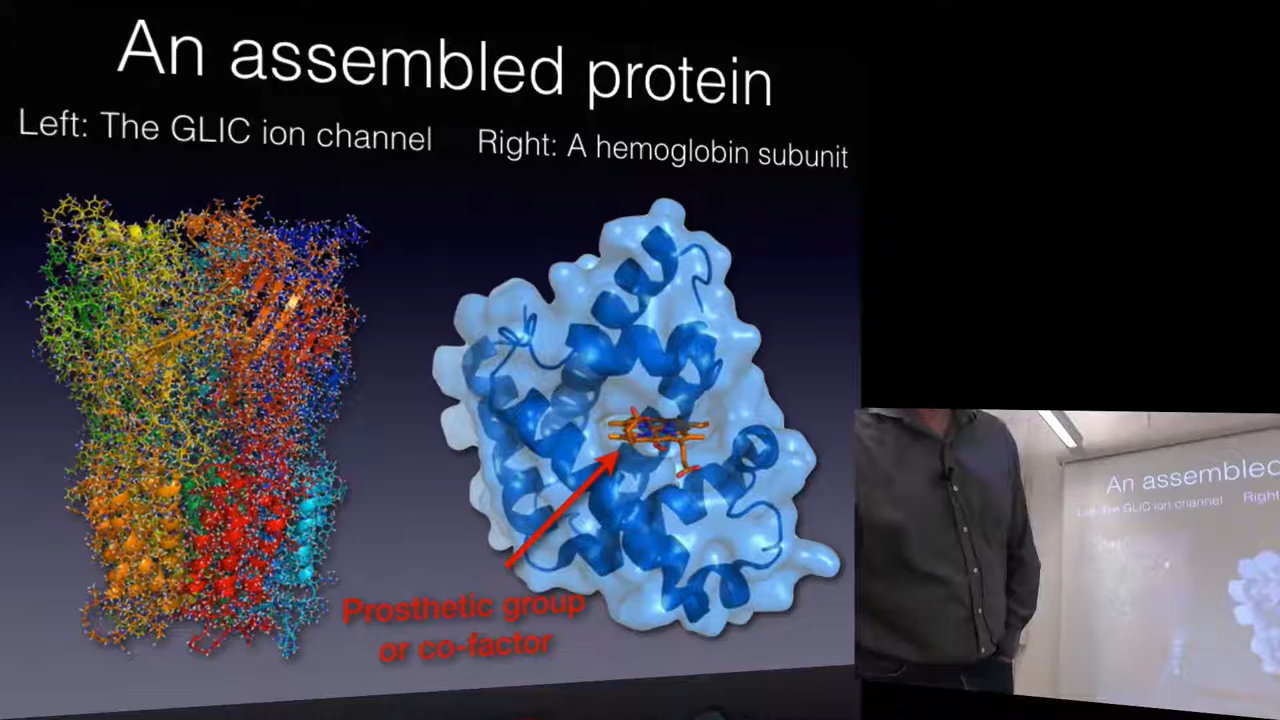 An assembled protein
Left: The GLIC ion channel
Right: A hemoglobin subunit
Prosthetic group
or co-factor
An assembled
Left: The GLIC ion channel
Right